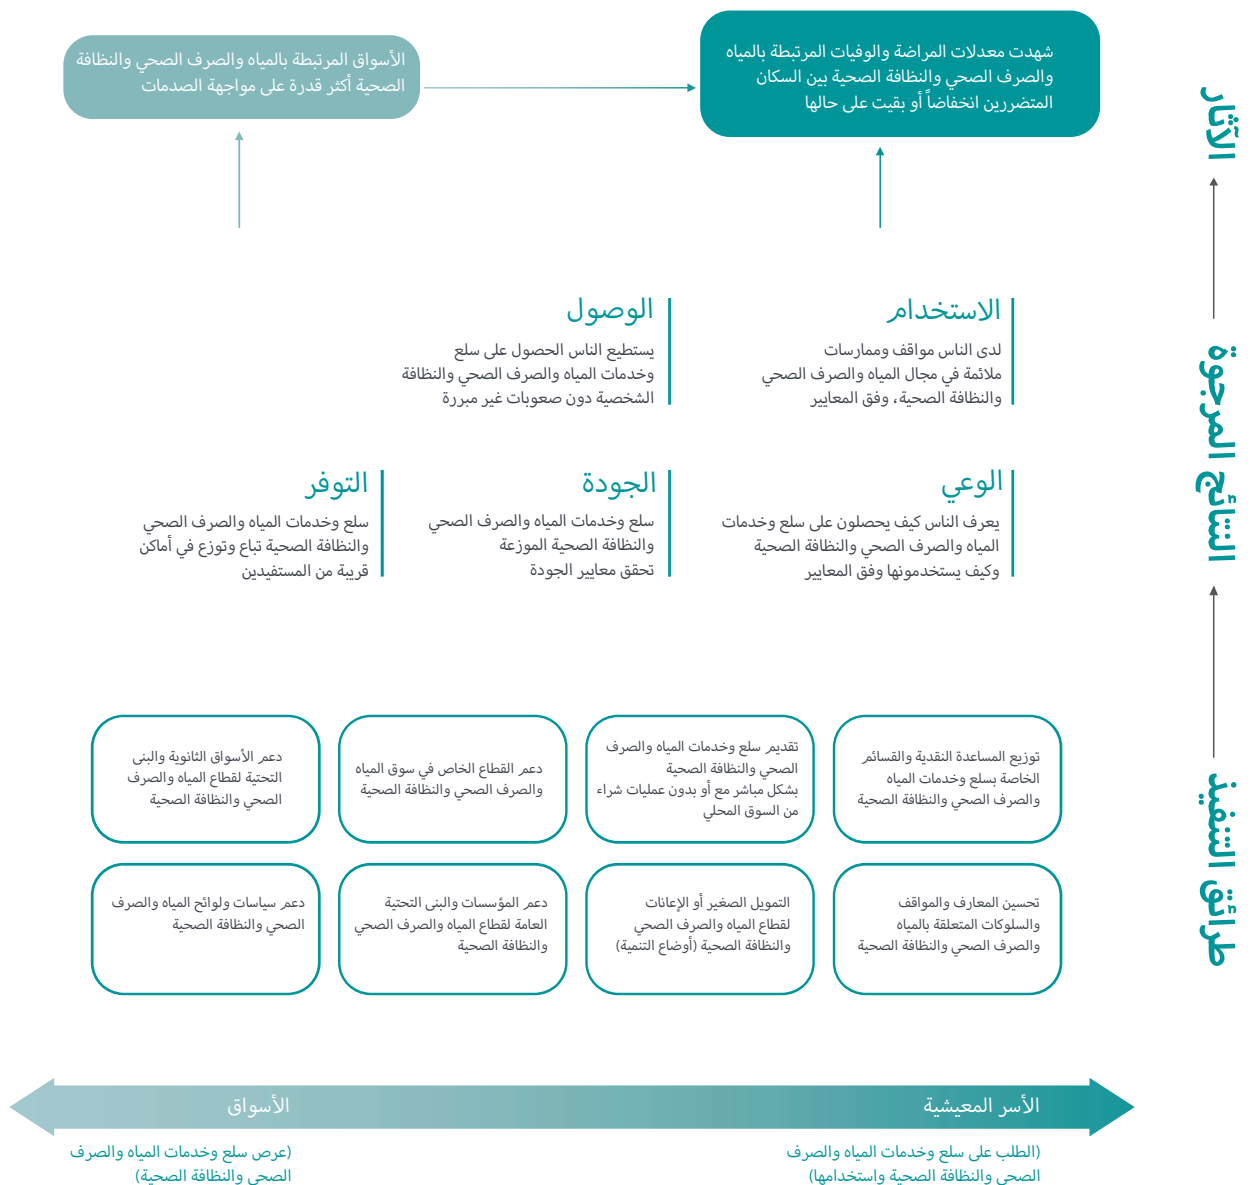 الآثار
شهدت معدلات المراضة والوفيات المرتبطة بالمياه
والصرف الصحي والنظافة الصحية بين السكان
المتضررين انخفاضاً أو بقيت على حالها
الأسواق المرتبطة بالمياه والصرف الصحي والنظافة
الصحية أكثر قدرة على مواجهة الصدمات
النتائج المرجوة
الاستخدام
لدى الناس مواقف وممارسات
ملائمة في مجال المياه والصرف الصحي
والنظافة الصحية، وفق المعايير
الوصول
يستطيع الناس الحصول على سلع
وخدمات المياه والصرف الصحي والنظافة
الشخصية دون صعوبات غير مبررة
الوعي
يعرف الناس كيف يحصلون على سلع وخدمات
المياه والصرف الصحي والنظافة الصحية
وكيف يستخدمونها وفق المعايير
الجودة
سلع وخدمات المياه والصرف الصحي
والنظافة الصحية الموزعة
تحقق معايير الجودة
التوفر
سلع وخدمات المياه والصرف الصحي
والنظافة الصحية تباع وتوزع في أماكن
قريبة من المستفيدين
طرائق التنفيذ
توزيع المساعدة النقدية والقسائم
الخاصة بسلع وخدمات المياه
والصرف الصحي والنظافة الصحية
تقديم سلع وخدمات المياه والصرف
الصحي والنظافة الصحية
بشكل مباشر مع أو بدون عمليات شراء
من السوق المحلي
دعم القطاع الخاص في سوق المياه
والصرف الصحي والنظافة الصحية
دعم الأسواق الثانوية والبنى
التحتية لقطاع المياه والصرف
الصحي والنظافة الصحية
تحسين المعارف والمواقف
والسلوكات المتعلقة بالمياه
والصرف الصحي والنظافة الصحية
التمويل الصغير أو الإعانات
لقطاع المياه والصرف الصحي
والنظافة الصحية (أوضاع التنمية)
دعم المؤسسات والبنى التحتية
العامة لقطاع المياه والصرف الصحي
والنظافة الصحية
دعم سياسات ولوائح المياه والصرف
الصحي والنظافة الصحية
الأسر المعيشية
(الطلب على سلع وخدمات المياه والصرف
الصحي والنظافة الصحية واستخدامها)
الأسواق
(عرض سلع وخدمات المياه والصرف
الصحي والنظافة الصحية)